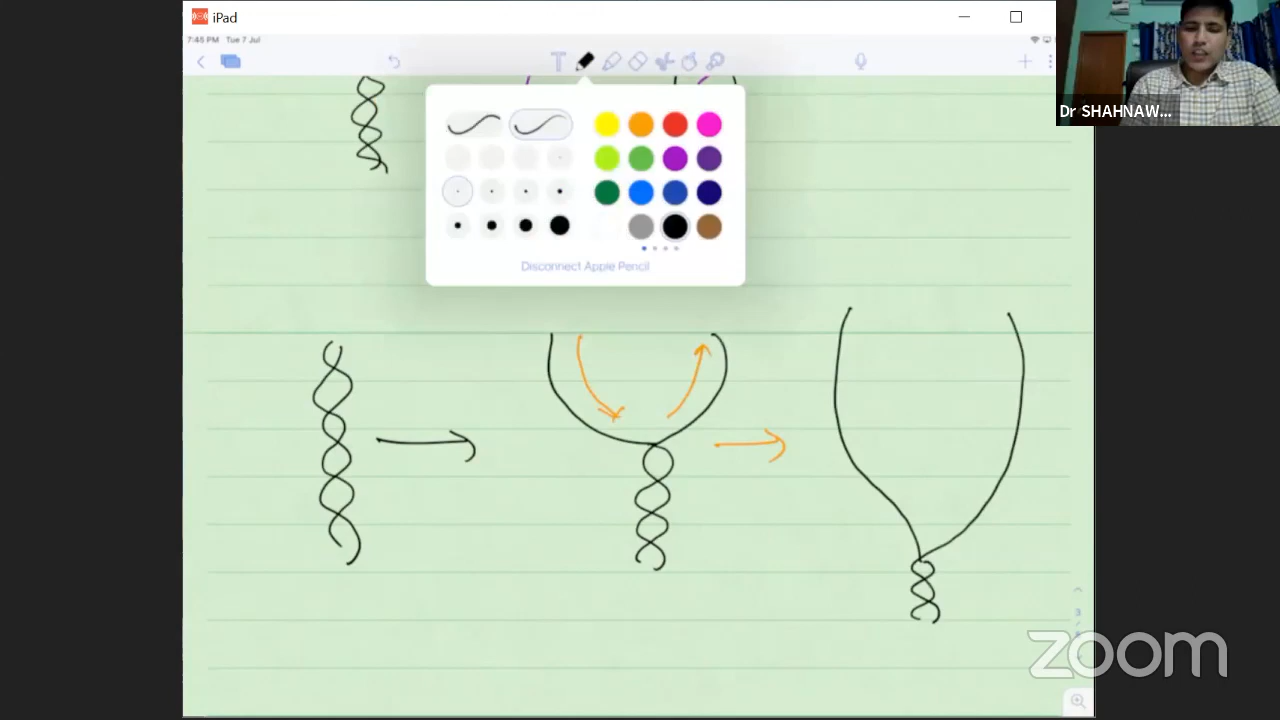 iPad
7:45 PM Tue 7 Jul
Dr SHAHNAW...
Disconnect Apple Pencil
zoom